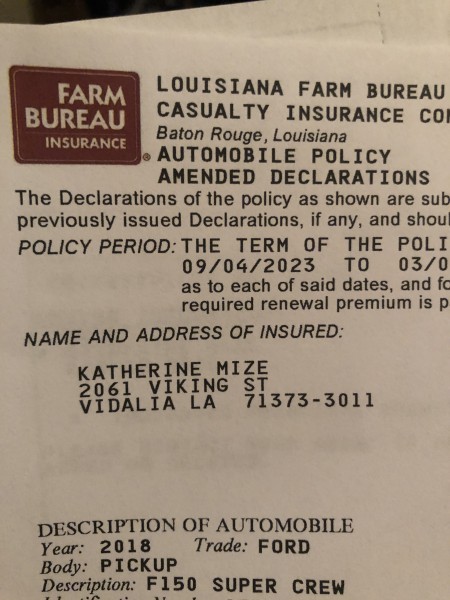 FARM
BUREAU
INSURANCE
LOUISIANA FARM BUREAU
CASUALTY INSURANCE
Baton Rouge, Louisiana
AUTOMOBILE POLICY
AMENDED DECLARATIONS
The Declarations of the policy as shown are
previously issued Declarations, if any, and
POLICY PERIOD: THE TERM OF THE
09/04/2023 TO
as to each of said dates, and
required renewal premium is
NAME AND ADDRESS OF INSURED:
KATHERINE MIZE
2061 VIKING ST
VIDALIA LA 71373-3011
DESCRIPTION OF AUTOMOBILE
Year: 2018 Trade: FORD
Body: PICKUP
Description: F150 SUPER CREW